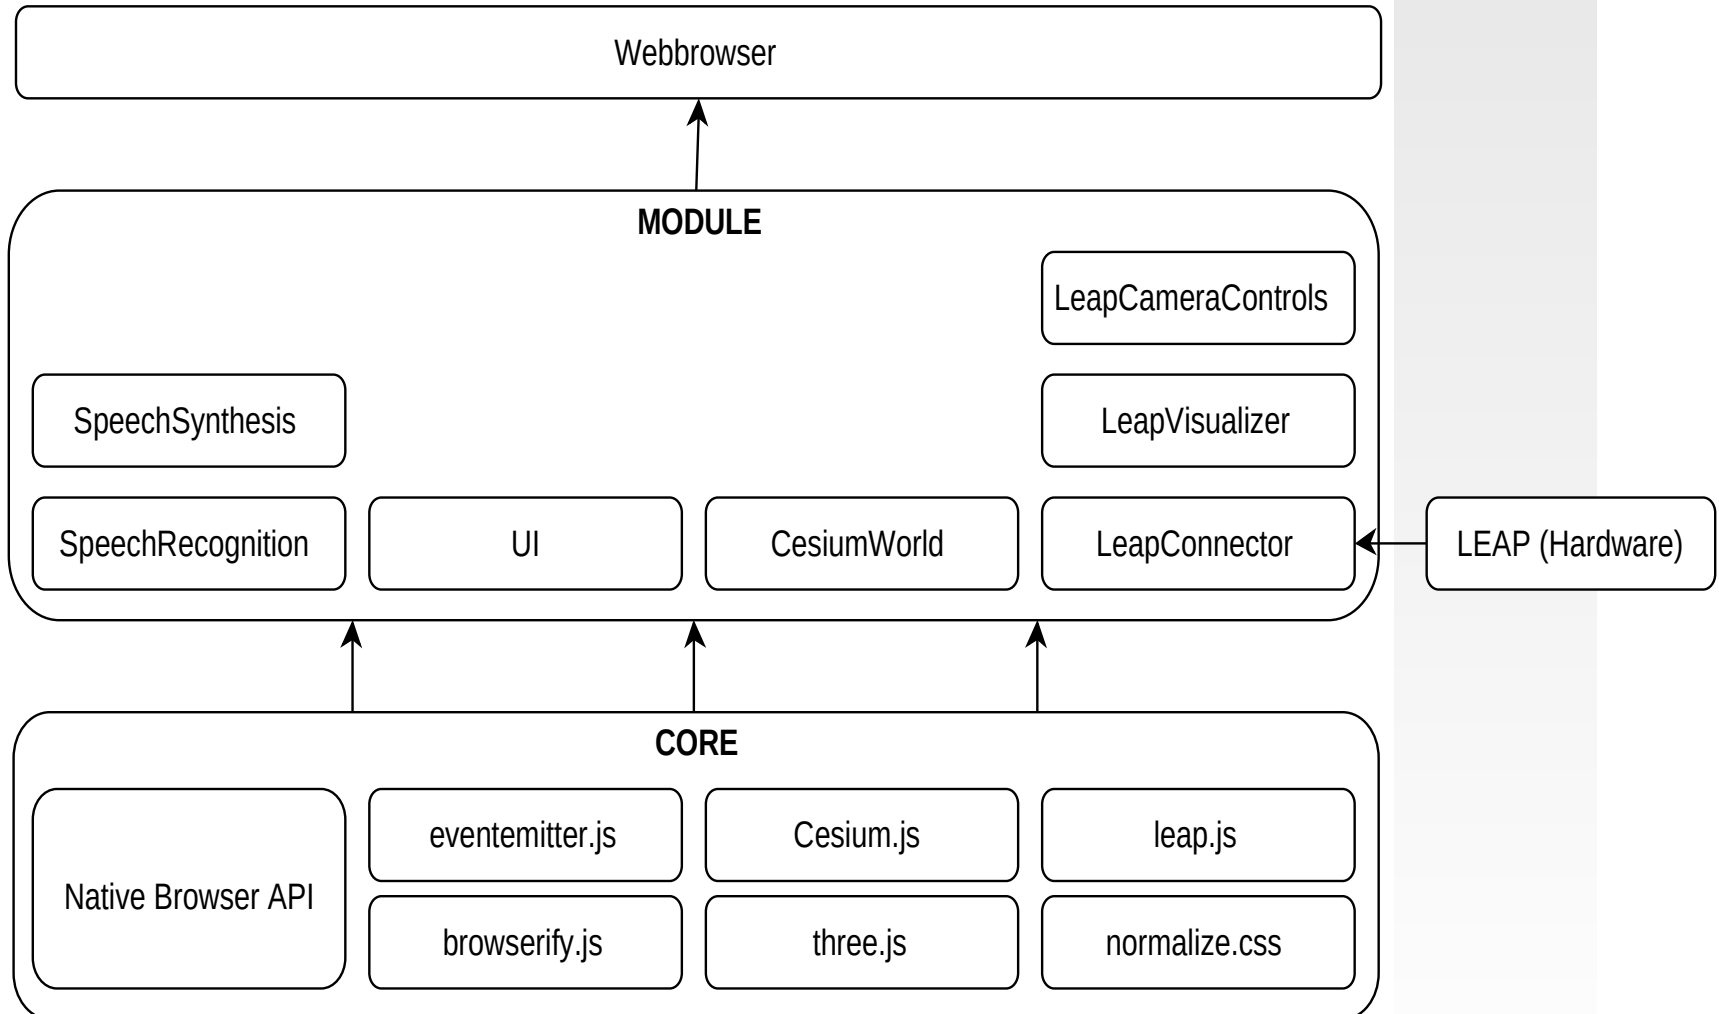 Webbrowser
MODULE
LeapCameraControls
SpeechSynthesis
LeapVisualizer
SpeechRecognition
UI
CesiumWorld
LeapConnector
LEAP (Hardware)
CORE
Native Browser API
eventemitter.js
Cesium.js
leap.js
browserify.js
three.js
normalize.css